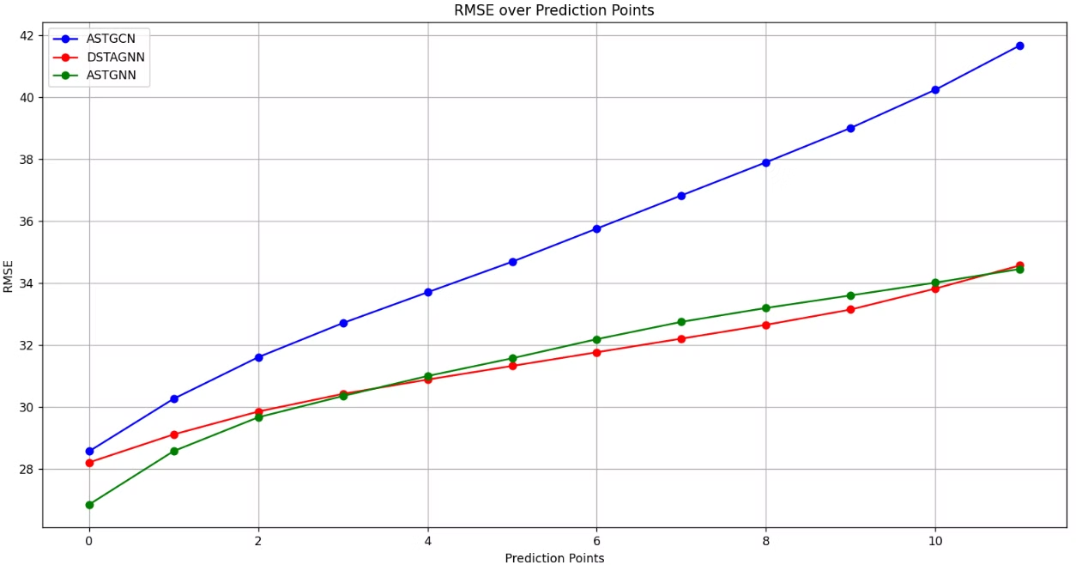 RMSE over Prediction Points
ASTGCN
DSTAGNN
ASTGNN
RMSE
42
40
38
36
34
32
30
28
0 2 4 6 8 10
Prediction Points